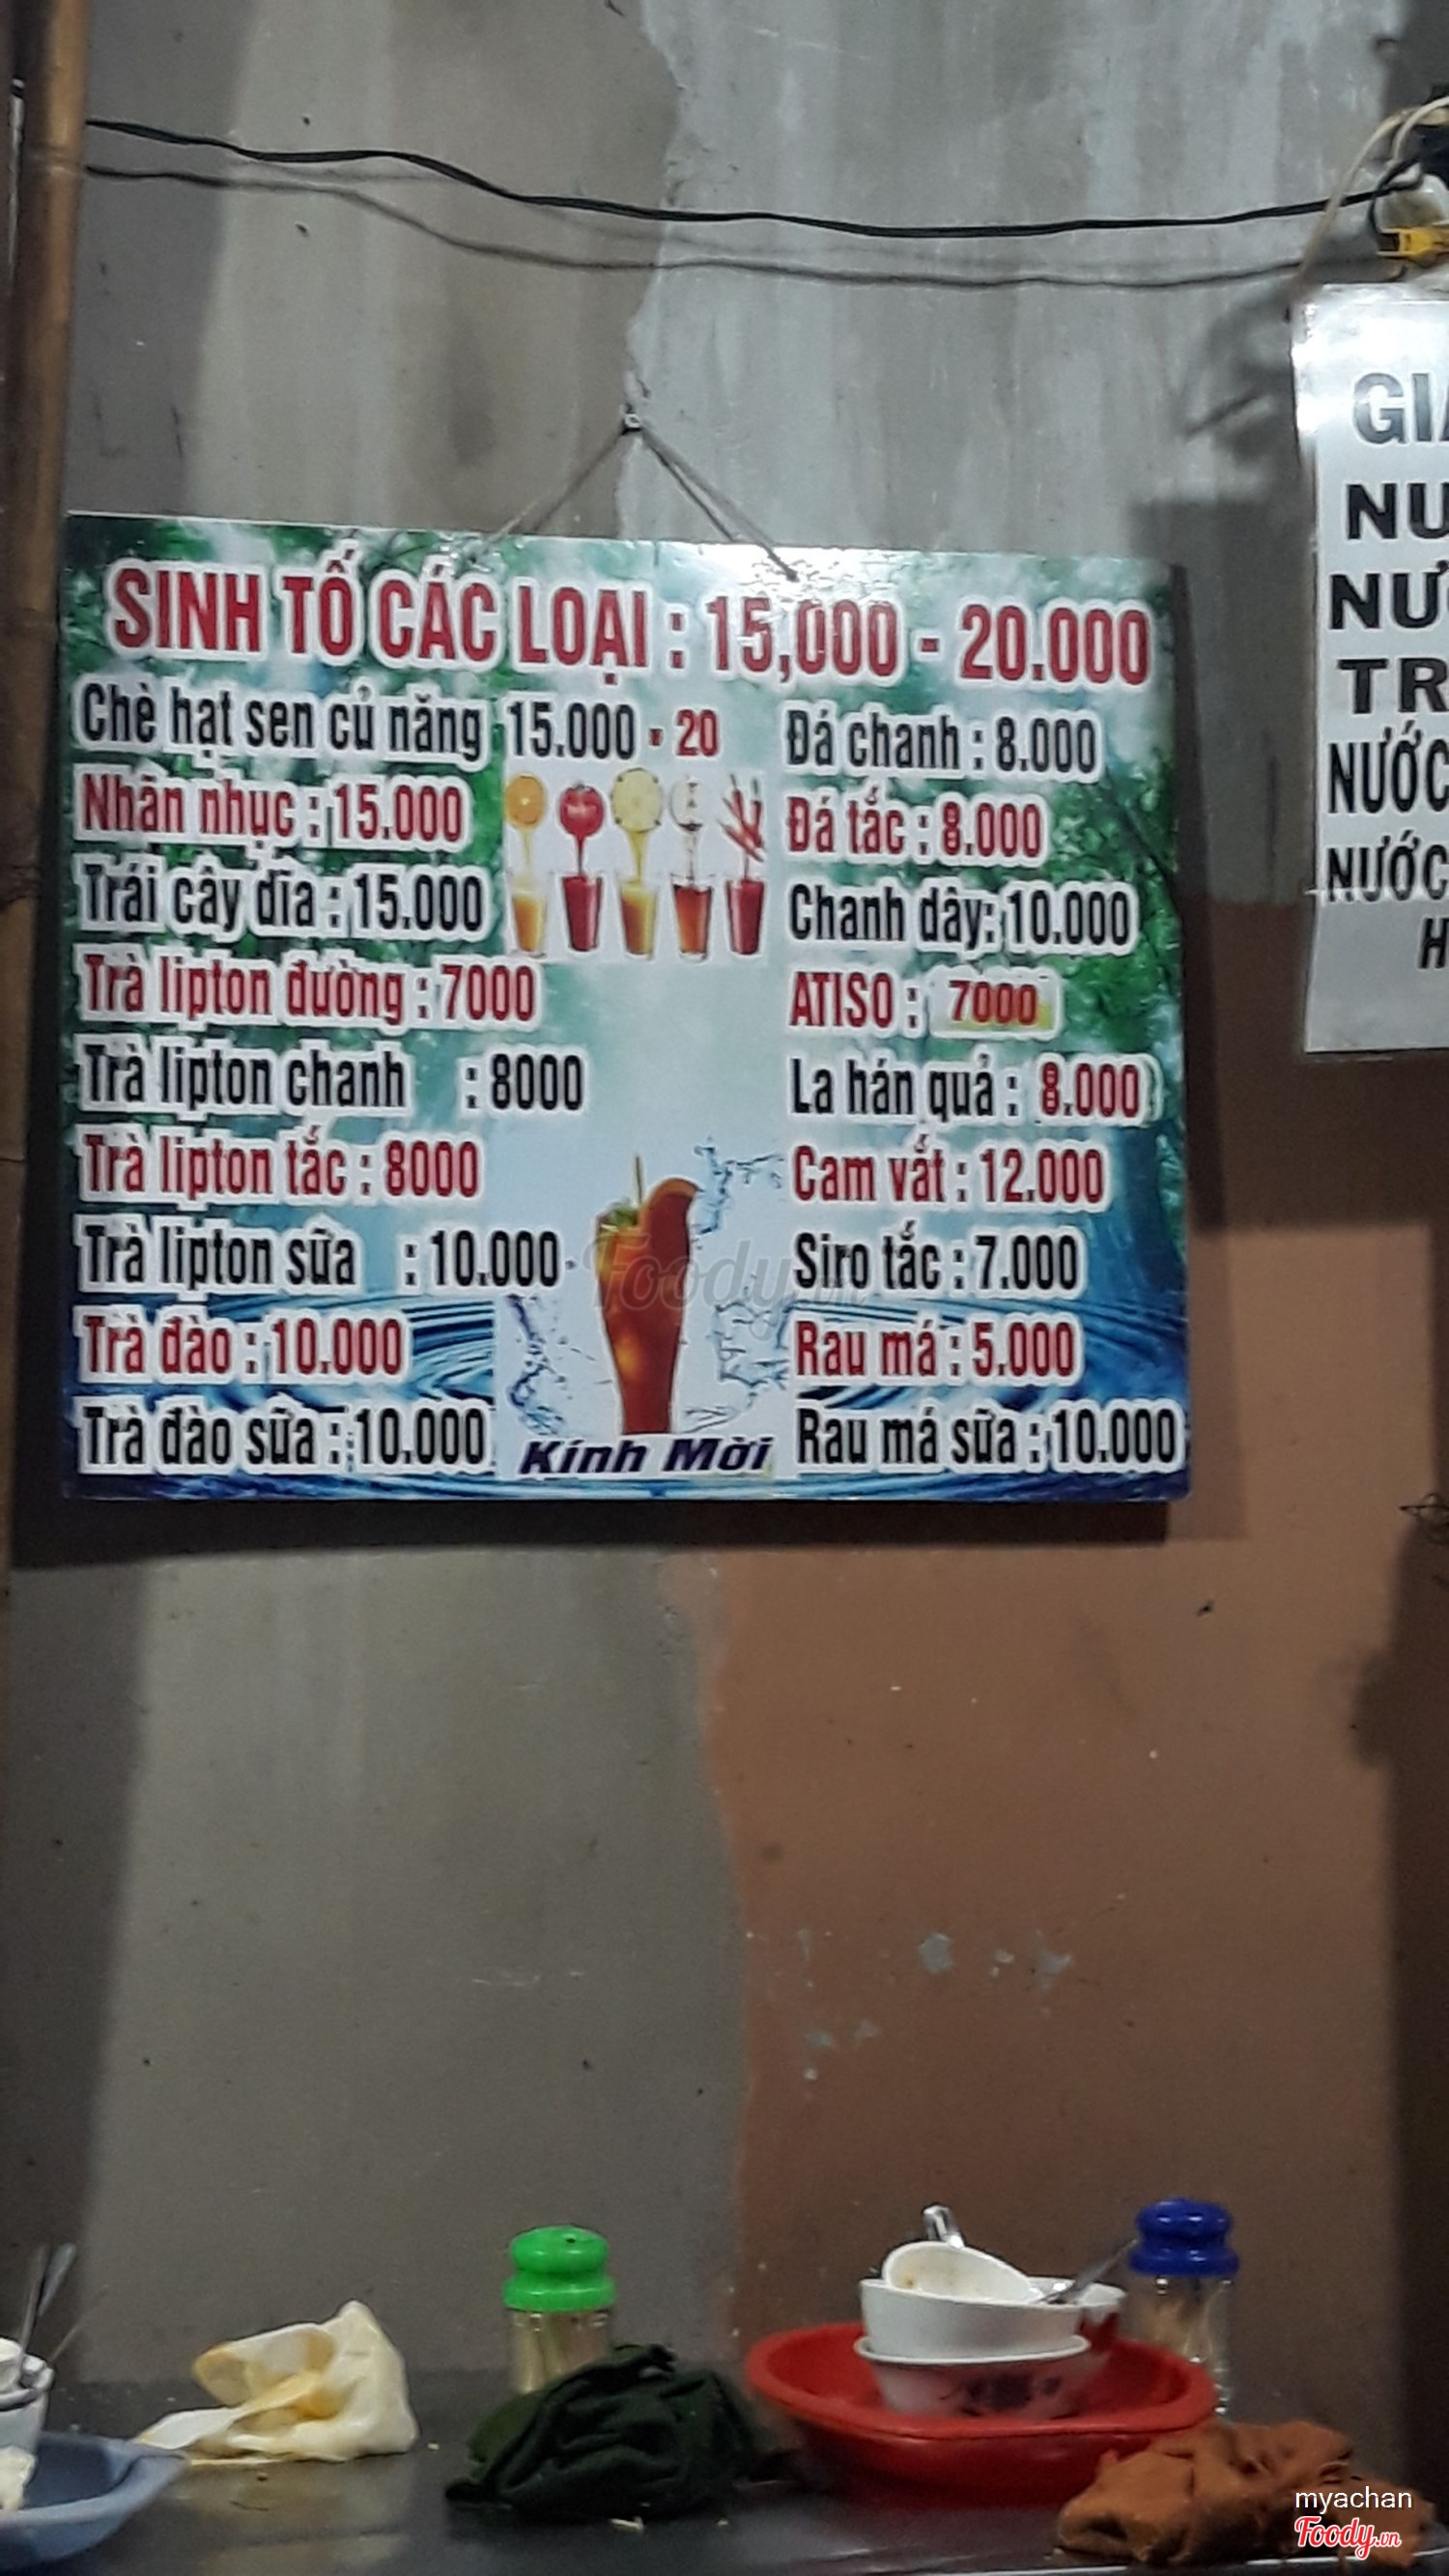 SINH TỐ CÁC LOẠI : 15,000 - 20.000
Chè hạt sen củ năng 15.000 - 20
Nhãn nhục : 15.000
Trái cây dĩa : 15.000
Trà lipton đường : 7000
Trà lipton chanh : 8000
Trà lipton tắc : 8000
Trà lipton sữa : 10.000
Trà đào : 10.000
Trà đào sữa : 10.000
Đá chanh : 8.000
Đá tắc : 8.000
Chanh dây: 10.000
ATISO : 7000
La hán quả : 8.000
Cam vắt : 12.000
Siro tắc : 7.000
Rau má : 5.000
Rau má sữa : 10.000
Kính Mời
Foody.vn
NƯỚC
NƯỚC
myachan
Foody.vn